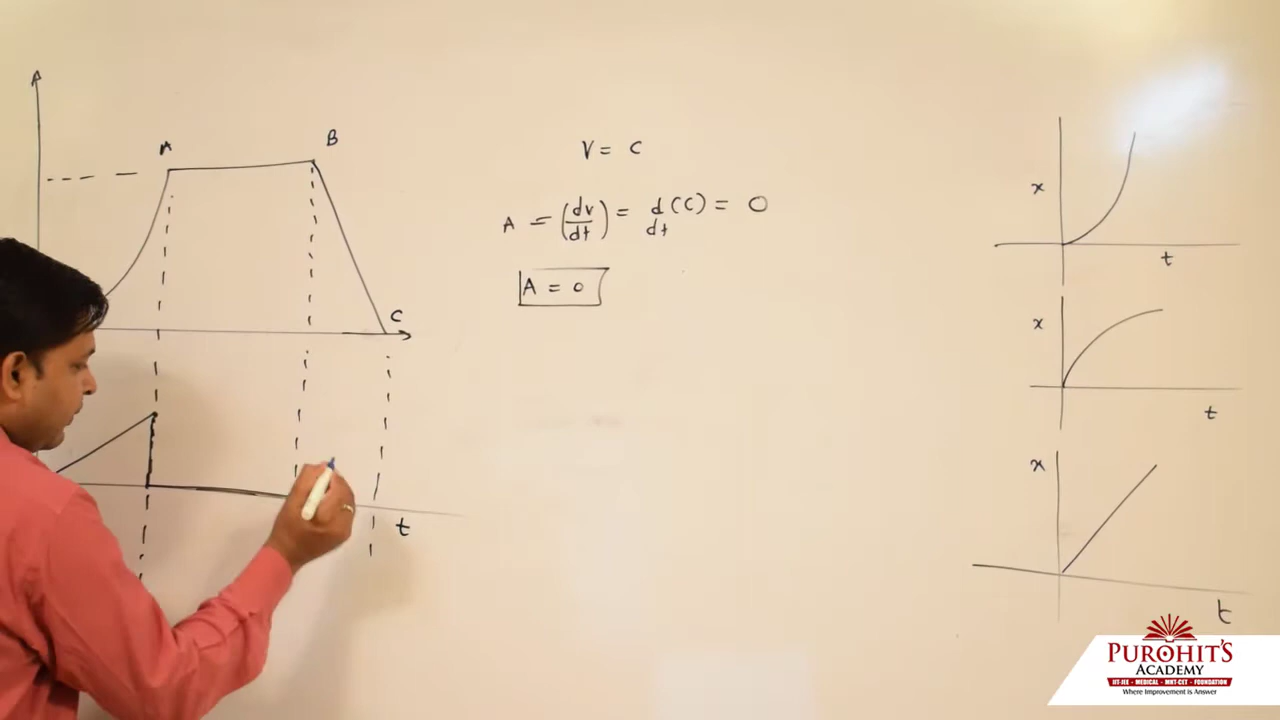 A
B
C
t
V = C
A = (dv/dt) = d/dt (C) = 0
A = 0
x
t
x
t
x
t
PUROHIT'S
ACADEMY
IIT-JEE - MEDICAL - MHT-CET - FOUNDATION
Where Improvement is Answer